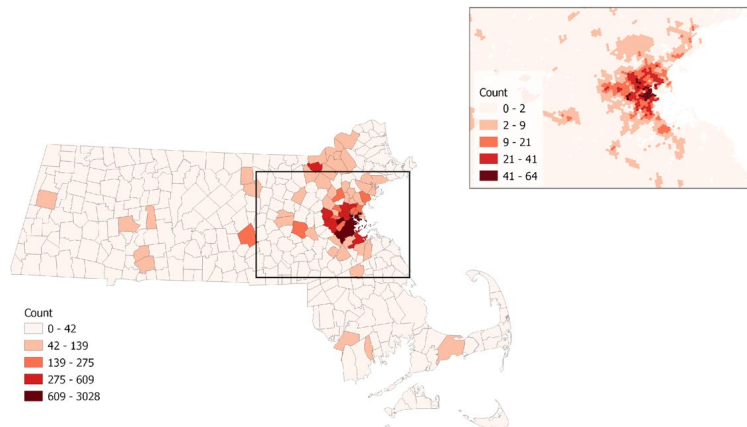 Count
0 - 2
2 - 9
9 - 21
21 - 41
41 - 64
Count
0 - 42
42 - 139
139 - 275
275 - 609
609 - 3028